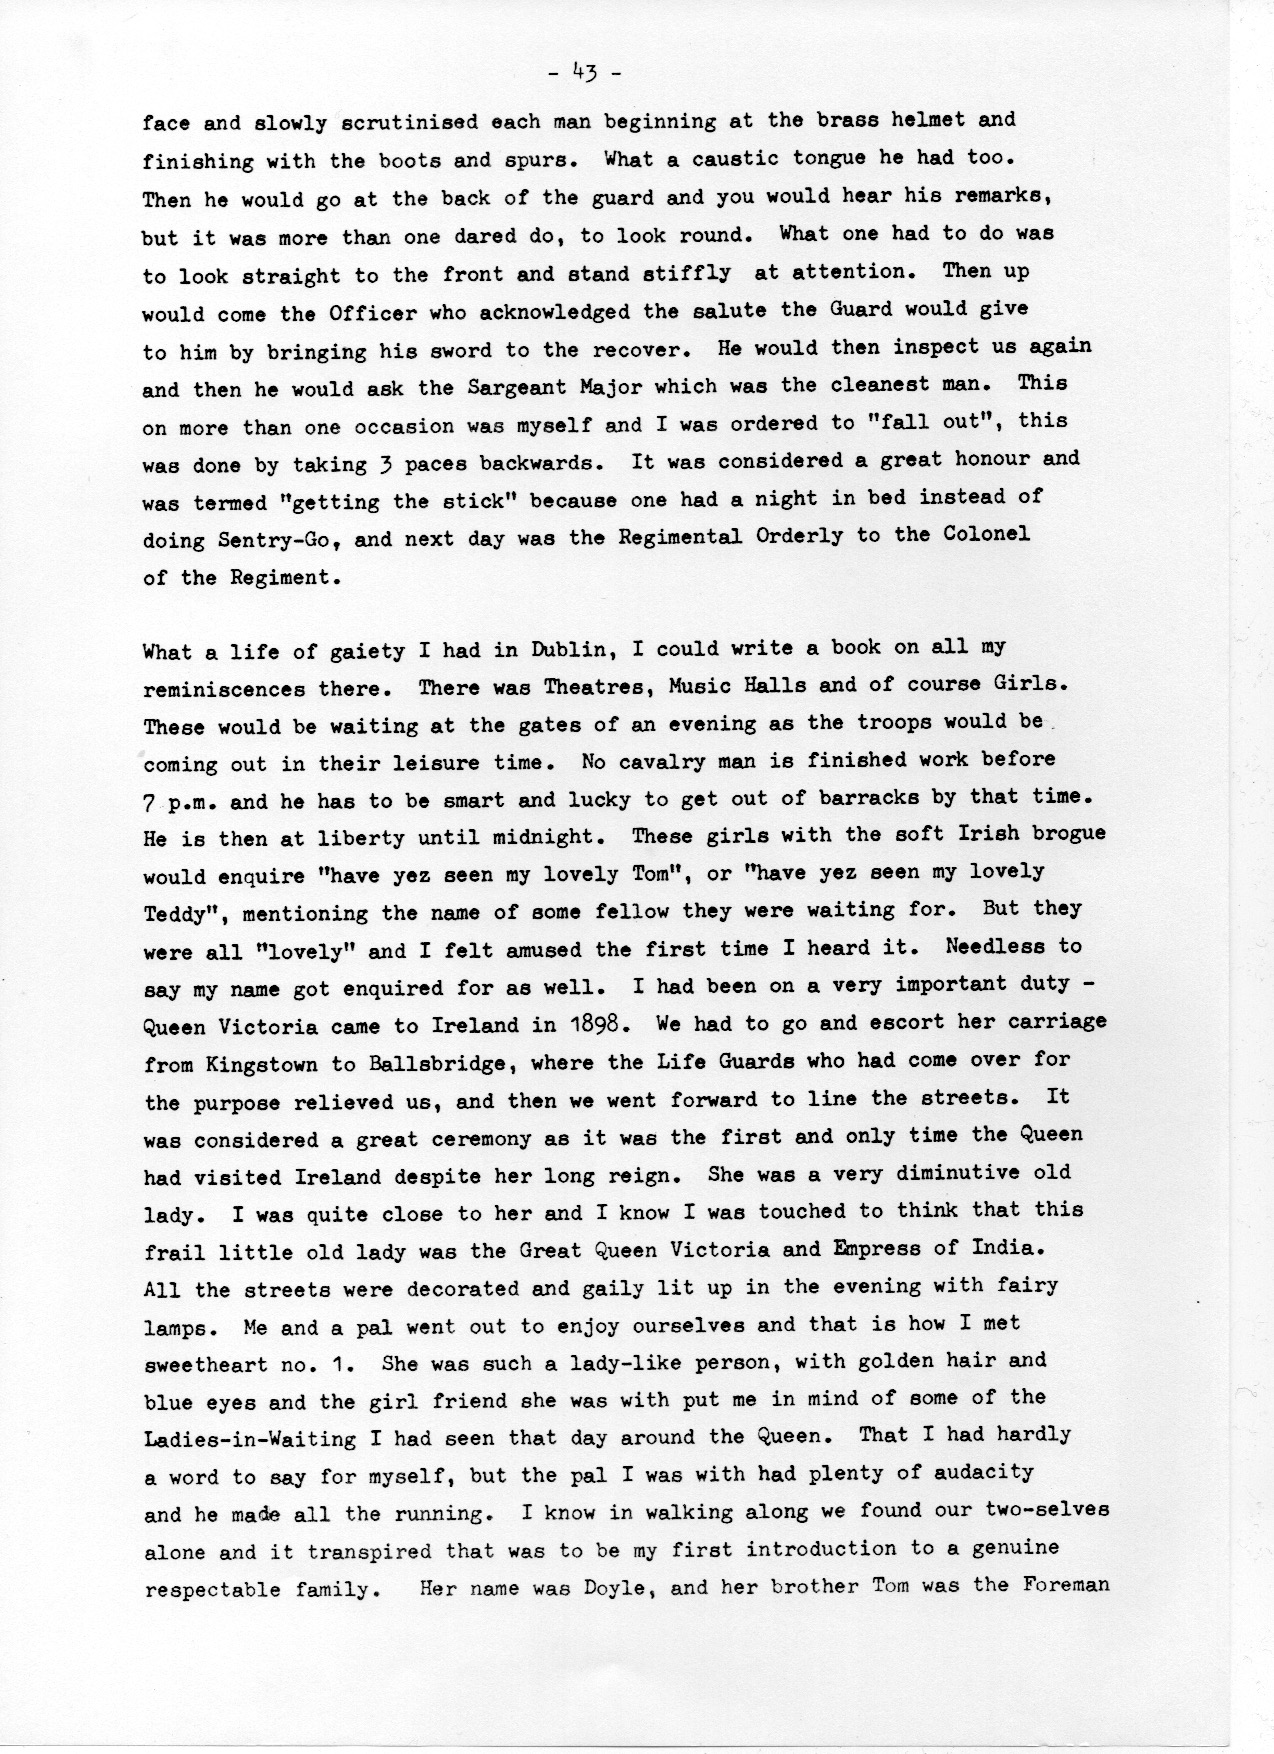 - 43 -
face and slowly scrutinised each man beginning at the brass helmet and
finishing with the boots and spurs. What a caustic tongue he had too.
Then he would go at the back of the guard and you would hear his remarks,
but it was more than one dared do, to look round. What one had to do was
to look straight to the front and stand stiffly at attention. Then up
would come the Officer who acknowledged the salute the Guard would give
to him by bringing his sword to the recover. He would then inspect us again
and then he would ask the Sargeant Major which was the cleanest man. This
on more than one occasion was myself and I was ordered to "fall out", this
was done by taking 3 paces backwards. It was considered a great honour and
was termed "getting the stick" because one had a night in bed instead of
doing Sentry-Go, and next day was the Regimental Orderly to the Colonel
of the Regiment.

What a life of gaiety I had in Dublin, I could write a book on all my
reminiscences there. There was Theatres, Music Halls and of course Girls.
These would be waiting at the gates of an evening as the troops would be
coming out in their leisure time. No cavalry man is finished work before
7 p.m. and he has to be smart and lucky to get out of barracks by that time.
He is then at liberty until midnight. These girls with the soft Irish brogue
would enquire "have yez seen my lovely Tom", or "have yez seen my lovely
Teddy", mentioning the name of some fellow they were waiting for. But they
were all "lovely" and I felt amused the first time I heard it. Needless to
say my name got enquired for as well. I had been on a very important duty -
Queen Victoria came to Ireland in 1898. We had to go and escort her carriage
from Kingstown to Ballsbridge, where the Life Guards who had come over for
the purpose relieved us, and then we went forward to line the streets. It
was considered a great ceremony as it was the first and only time the Queen
had visited Ireland despite her long reign. She was a very diminutive old
lady. I was quite close to her and I know I was touched to think that this
frail little old lady was the Great Queen Victoria and Empress of India.
All the streets were decorated and gaily lit up in the evening with fairy
lamps. Me and a pal went out to enjoy ourselves and that is how I met
sweetheart no. 1. She was such a lady-like person, with golden hair and
blue eyes and the girl friend she was with put me in mind of some of the
Ladies-in-Waiting I had seen that day around the Queen. That I had hardly
a word to say for myself, but the pal I was with had plenty of audacity
and he made all the running. I know in walking along we found our two-selves
alone and it transpired that was to be my first introduction to a genuine
respectable family. Her name was Doyle, and her brother Tom was the Foreman